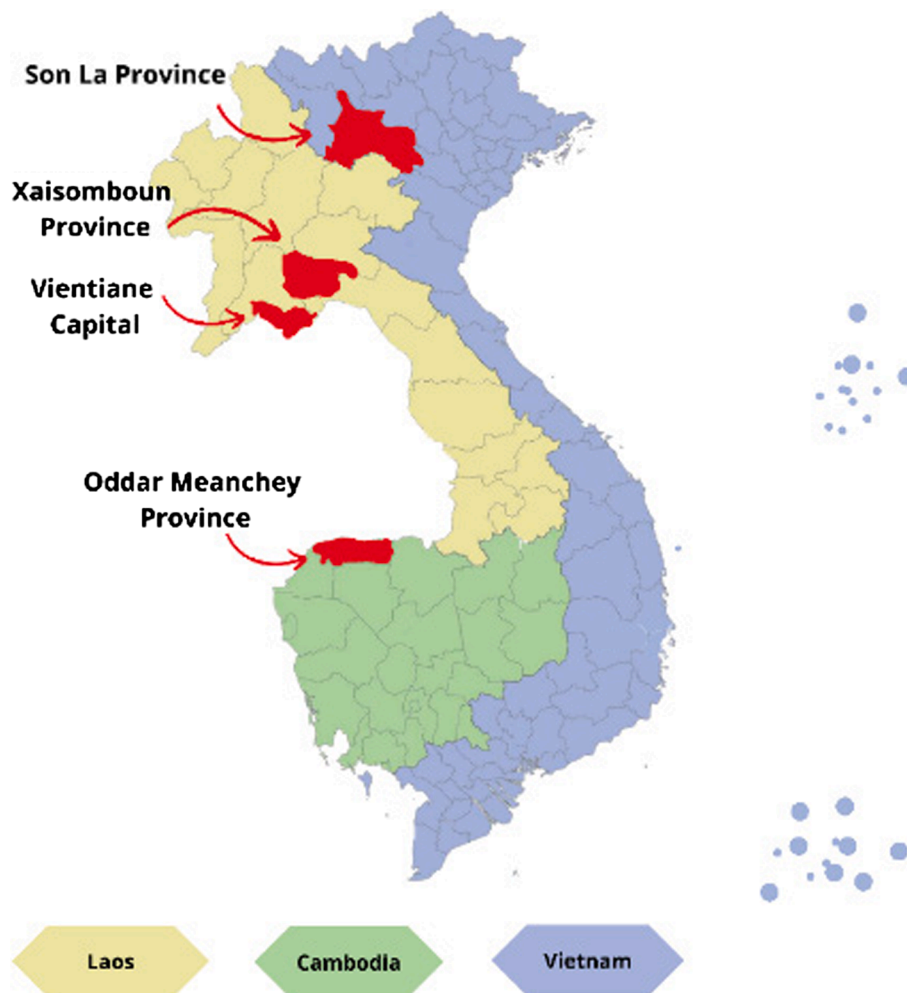 Son La Province
Xaisomboun
Province
Vientiane
Capital
Oddar Meanchey
Province
Laos
Cambodia
Vietnam